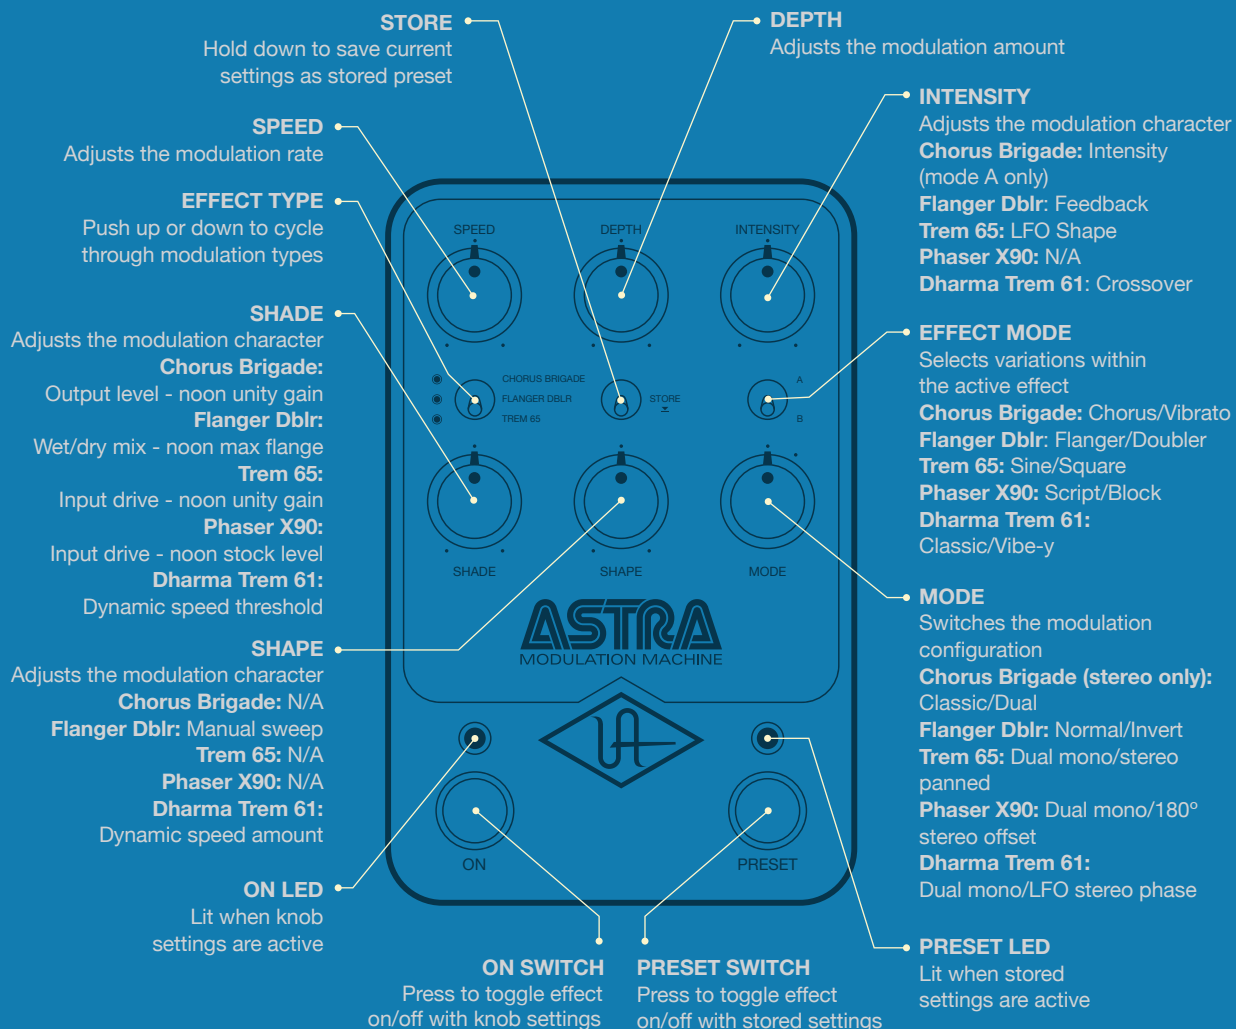 STORE
Hold down to save current
settings as stored preset
DEPTH
Adjusts the modulation amount
SPEED
Adjusts the modulation rate
EFFECT TYPE
Push up or down to cycle
through modulation types
SHADE
Adjusts the modulation character
Chorus Brigade:
Output level - noon unity gain
Flanger Dblr:
Wet/dry mix - noon max flange
Trem 65:
Input drive - noon unity gain
Phaser X90:
Input drive - noon stock level
Dharma Trem 61:
Dynamic speed threshold
SHAPE
Adjusts the modulation character
Chorus Brigade: N/A
Flanger Dblr: Manual sweep
Trem 65: N/A
Phaser X90: N/A
Dharma Trem 61:
Dynamic speed amount
ON LED
Lit when knob
settings are active
INTENSITY
Adjusts the modulation character
Chorus Brigade: Intensity
(mode A only)
Flanger Dblr: Feedback
Trem 65: LFO Shape
Phaser X90: N/A
Dharma Trem 61: Crossover
EFFECT MODE
Selects variations within
the active effect
Chorus Brigade: Chorus/Vibrato
Flanger Dblr: Flanger/Doubler
Trem 65: Sine/Square
Phaser X90: Script/Block
Dharma Trem 61:
Classic/Vibe-y
MODE
Switches the modulation
configuration
Chorus Brigade (stereo only):
Classic/Dual
Flanger Dblr: Normal/Invert
Trem 65: Dual mono/stereo
panned
Phaser X90: Dual mono/180º
stereo offset
Dharma Trem 61:
Dual mono/LFO stereo phase
PRESET LED
Lit when stored
settings are active
ON SWITCH
Press to toggle effect
on/off with knob settings
PRESET SWITCH
Press to toggle effect
on/off with stored settings
SPEED
DEPTH
INTENSITY
CHORUS BRIGADE
FLANGER DBLR
TREM 65
STORE
A
B
SHADE
SHAPE
MODE
ASTRA
MODULATION MACHINE
UA
ON
PRESET